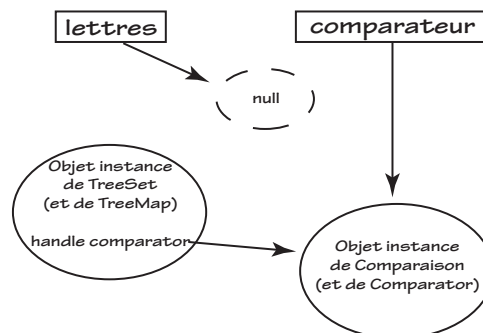 lettres
comparateur
null
Objet instance
de TreeSet
(et de TreeMap)
handle comparator
Objet instance
de Comparaison
(et de Comparator)